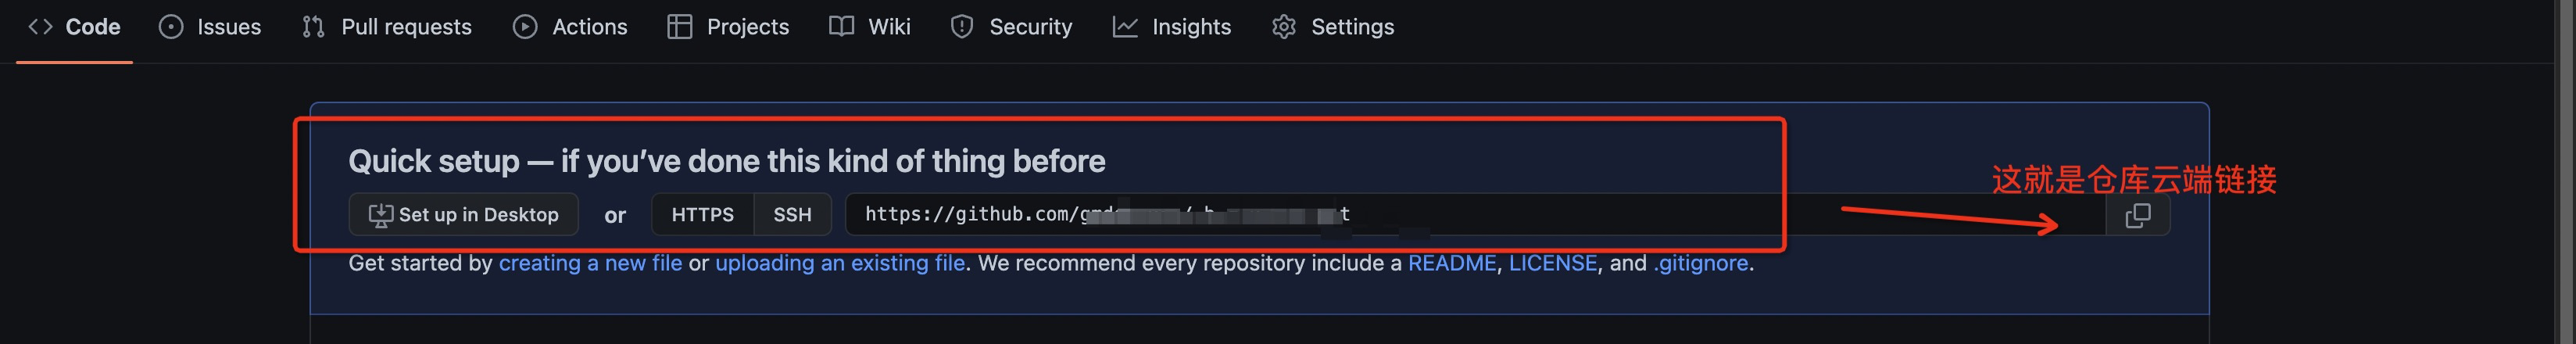 Code Issues Pull requests Actions Projects Wiki Security Insights Settings
Quick setup — if you’ve done this kind of thing before
这就是仓库云端链接
Set up in Desktop or HTTPS SSH https://github.com/
Get started by creating a new file or uploading an existing file. We recommend every repository include a README, LICENSE, and .gitignore.